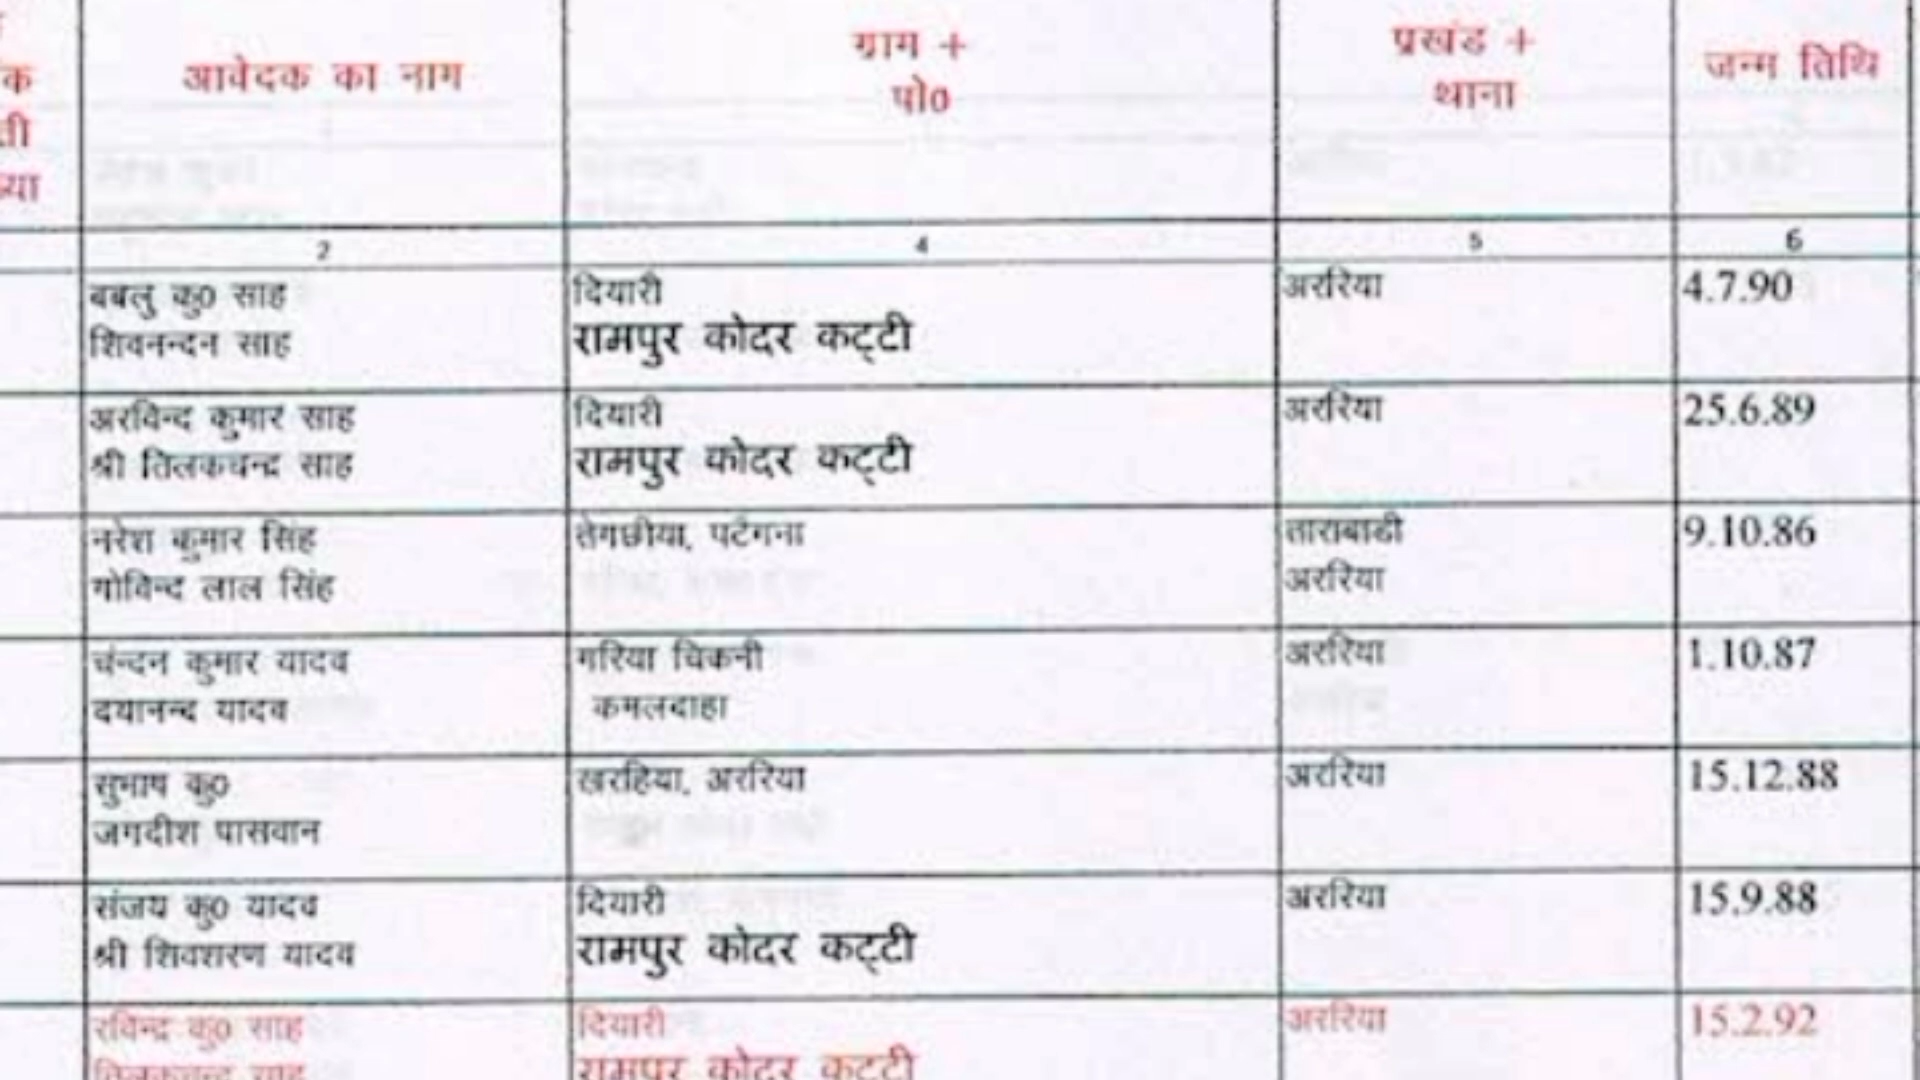 क
ती
ख्या
आवेदक का नाम
ग्राम +
पो0
प्रखंड +
थाना
जन्म तिथि
2
4
5
6
बबलु कु0 साह
शिवनन्दन साह
दियारी
रामपुर कोदर कट्टी
अररिया
4.7.90
अरविन्द कुमार साह
श्री तिलकचन्द्र साह
दियारी
रामपुर कोदर कट्टी
अररिया
25.6.89
नरेश कुमार सिंह
गोविन्द लाल सिंह
तेगछीया, पटेंगना
ताराबाडी
अररिया
9.10.86
चंन्दन कुमार यादव
दयानन्द यादव
गरिया चिकनी
कमलदाहा
अररिया
1.10.87
सुभाष कु0
जगदीश पासवान
खरहिया, अररिया
अररिया
15.12.88
संजय कु0 यादव
श्री शिवशरण यादव
दियारी
रामपुर कोदर कट्टी
अररिया
15.9.88
रविन्द्र कु0 साह
तिलकचन्द साह
दियारी
रामपुर कोदर कट्टी
अररिया
15.2.92